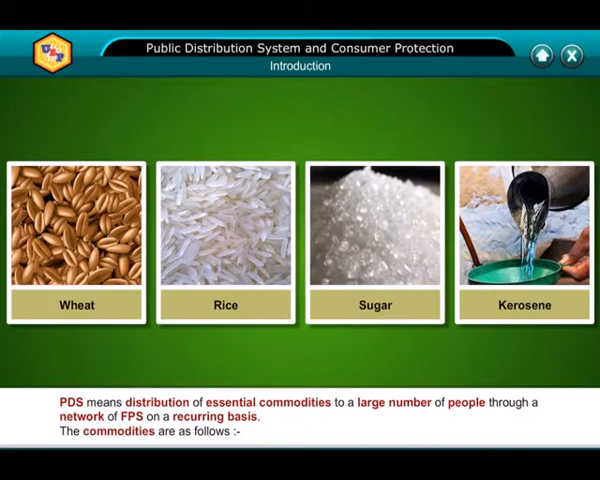 Public Distribution System and Consumer Protection
Introduction
Wheat
Rice
Sugar
Kerosene
PDS means distribution of essential commodities to a large number of people through a
network of FPS on a recurring basis.
The commodities are as follows :-